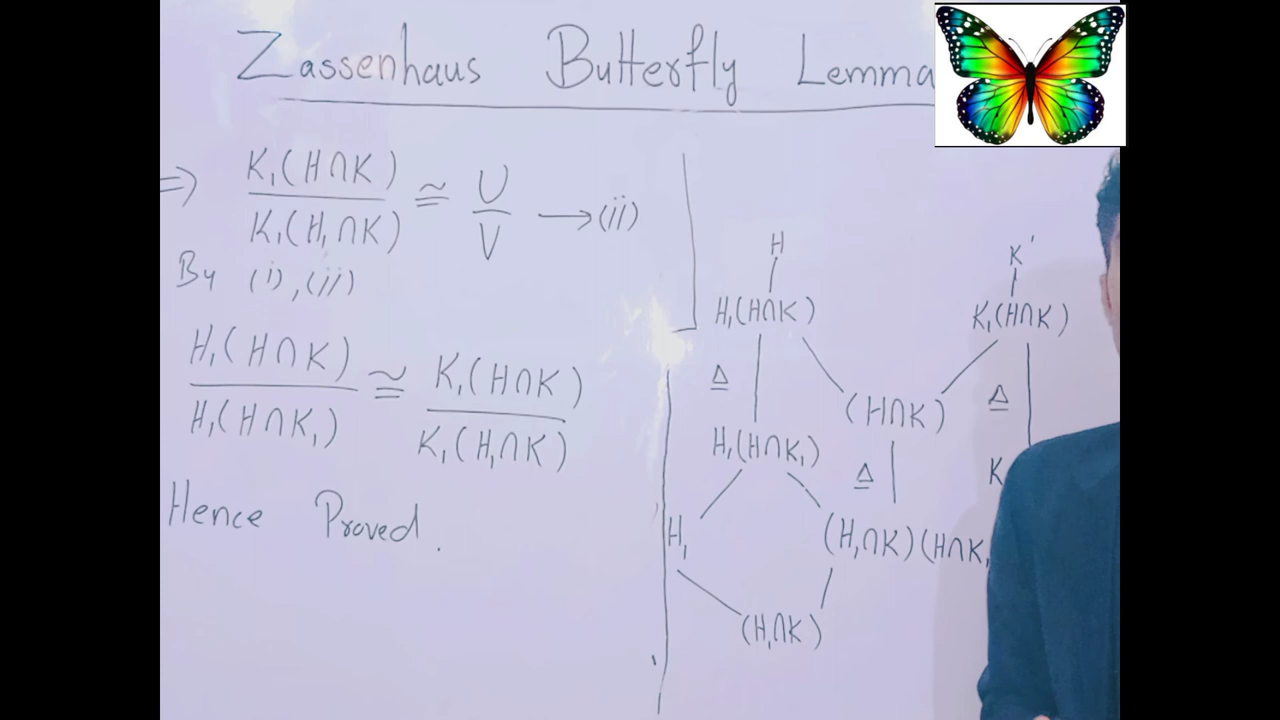 Zassenhaus Butterfly Lemma
=> K₁(H∩K) / K₁(H₁∩K) ≅ U / V → (ii)
By (i), (ii)
H₁(H∩K) / H₁(H∩K₁) ≅ K₁(H∩K) / K₁(H₁∩K)
Hence Proved.
H K'
H₁(H∩K) K₁(H∩K)
⊴ (H∩K) ⊴
H₁(H∩K₁) ⊴ K
H₁ (H₁∩K)(H∩K₁
(H₁∩K)